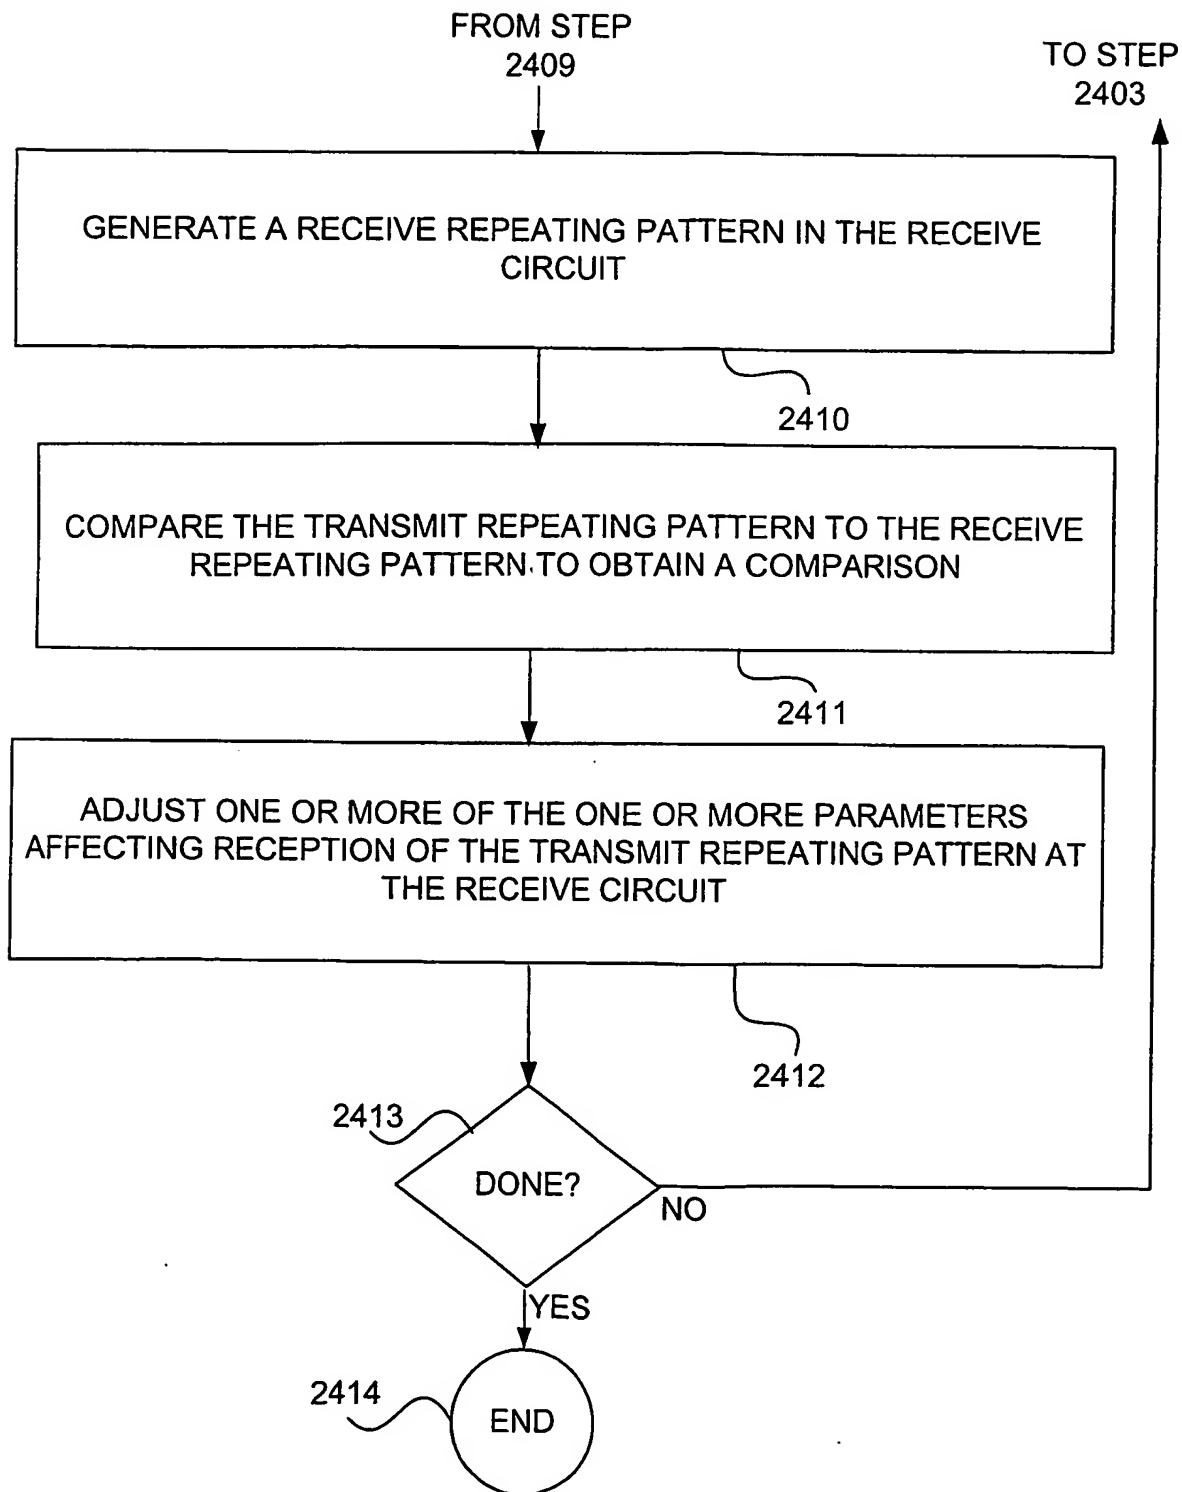 FROM STEP
2409
TO STEP
2403
GENERATE A RECEIVE REPEATING PATTERN IN THE RECEIVE
CIRCUIT
2410
COMPARE THE TRANSMIT REPEATING PATTERN TO THE RECEIVE
REPEATING PATTERN TO OBTAIN A COMPARISON
2411
ADJUST ONE OR MORE OF THE ONE OR MORE PARAMETERS
AFFECTING RECEPTION OF THE TRANSMIT REPEATING PATTERN AT
THE RECEIVE CIRCUIT
2412
2413
DONE?
NO
YES
2414
END